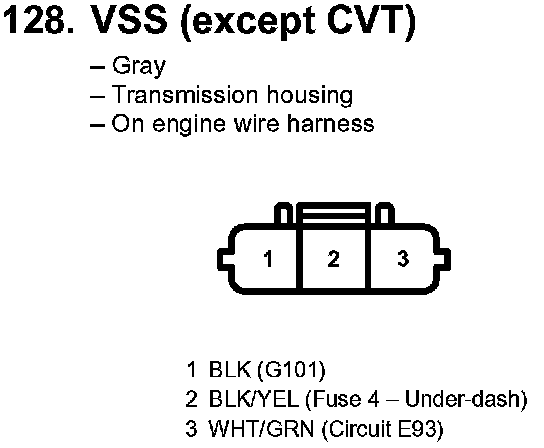 128. VSS (except CVT)
– Gray
– Transmission housing
– On engine wire harness
1 2 3
1 BLK (G101)
2 BLK/YEL (Fuse 4 – Under-dash)
3 WHT/GRN (Circuit E93)